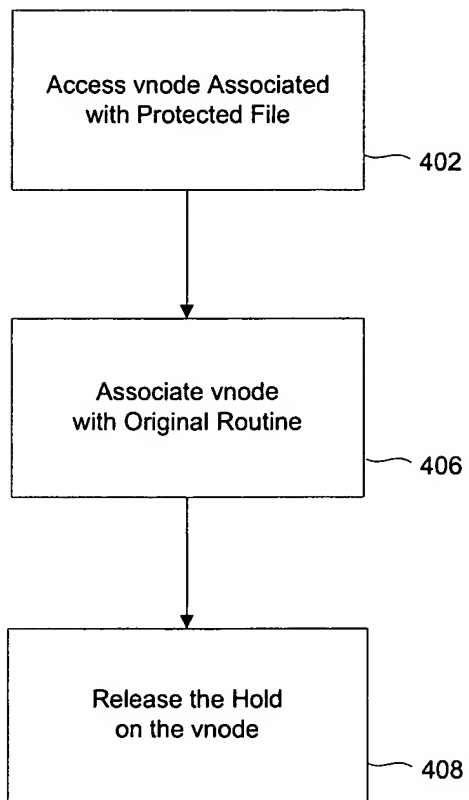 Access vnode Associated
with Protected File
402
Associate vnode
with Original Routine
406
Release the Hold
on the vnode
408